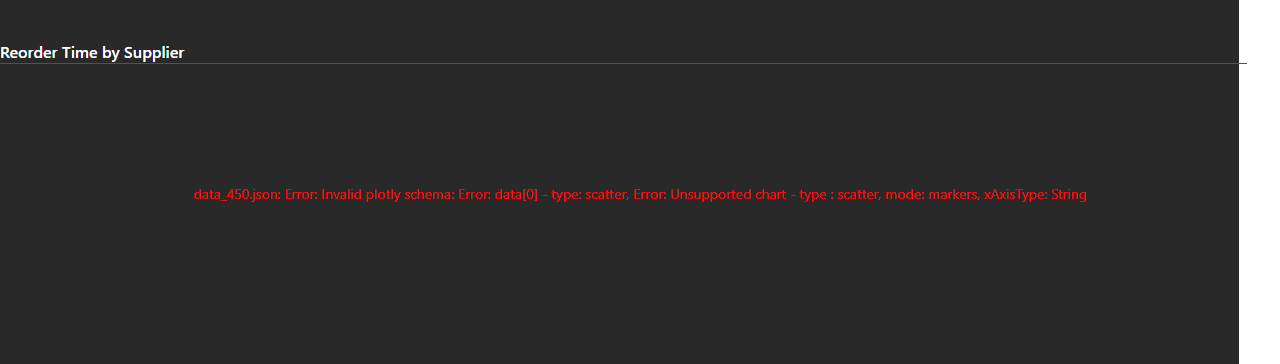 Reorder Time by Supplier
data_450.json: Error: Invalid plotly schema: Error: data[0] - type: scatter, Error: Unsupported chart - type : scatter, mode: markers, xAxisType: String